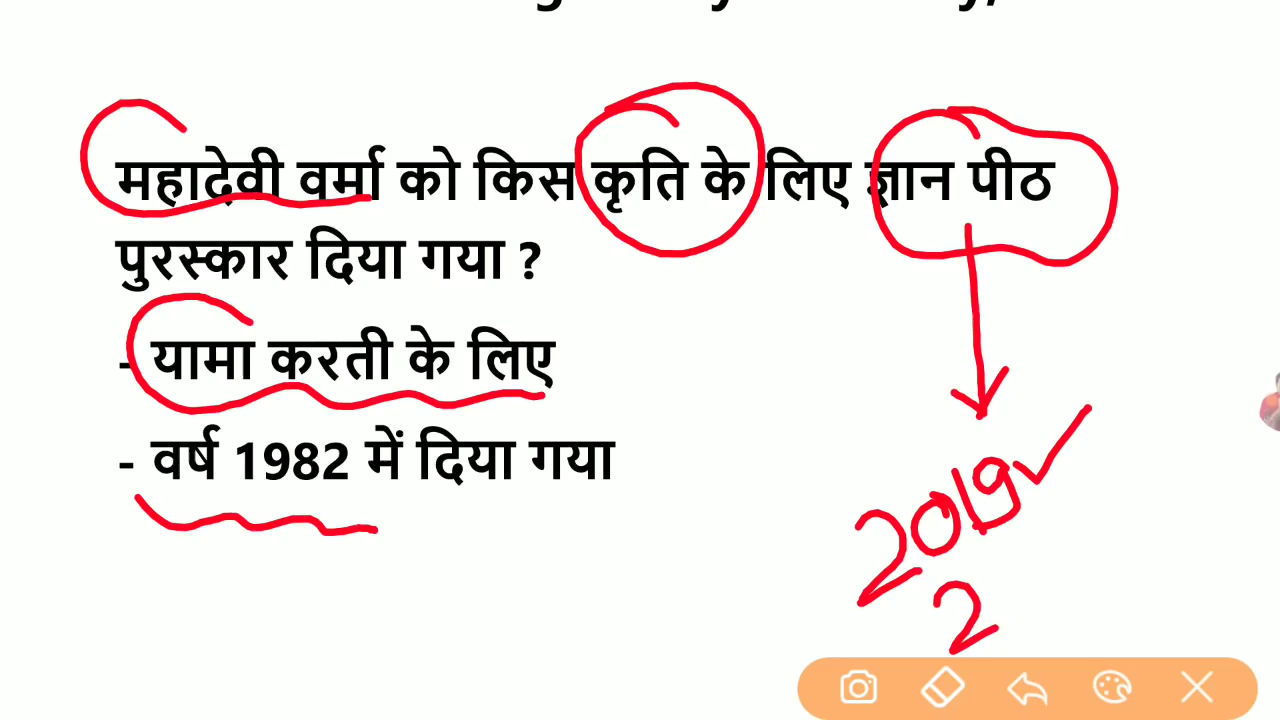 महादेवी वर्मा को किस कृति के लिए ज्ञान पीठ
पुरस्कार दिया गया ?
- यामा करती के लिए
- वर्ष 1982 में दिया गया
2019
2